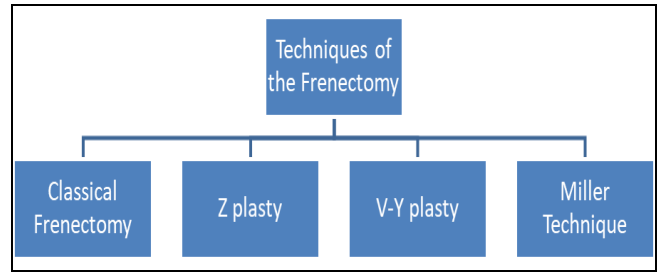 Techniques of
the Frenectomy
Classical
Frenectomy
Z plasty
V-Y plasty
Miller
Technique